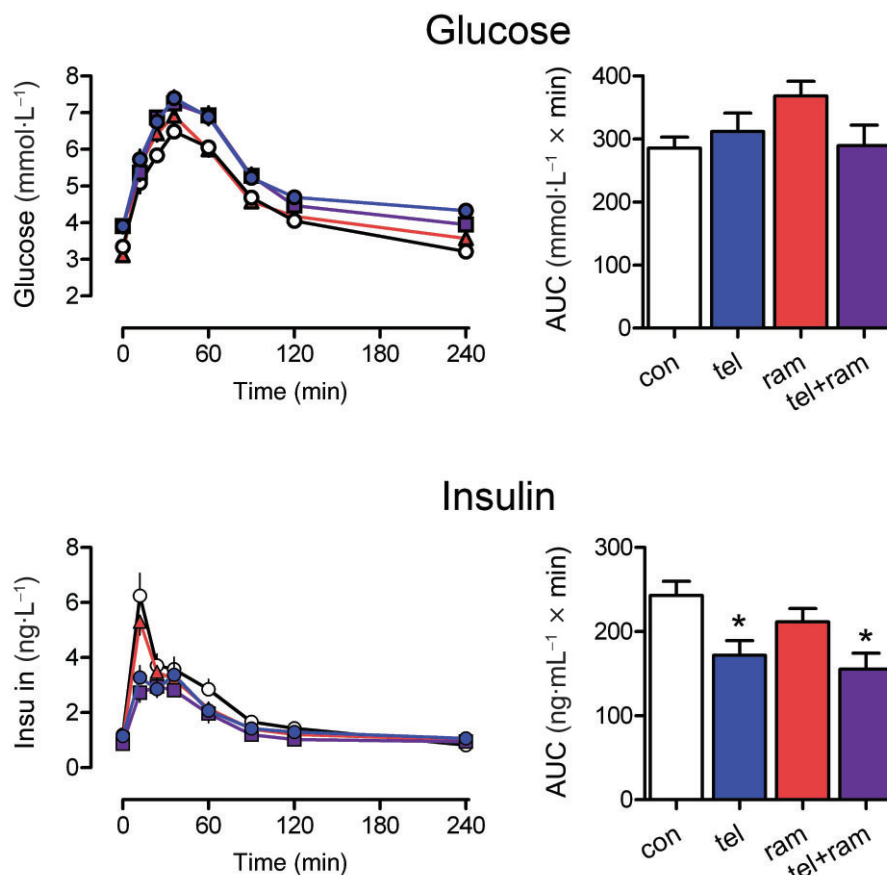 Glucose
Glucose (mmol·L⁻¹)
8
7
6
5
4
3
2
0 60 120 180 240
Time (min)
AUC (mmol·L⁻¹ × min)
400
300
200
100
0
con tel ram tel+ram
Insulin
Insu in (ng·L⁻¹)
8
6
4
2
0
0 60 120 180 240
Time (min)
AUC (ng·mL⁻¹ × min)
300
200
100
0
* *
con tel ram tel+ram